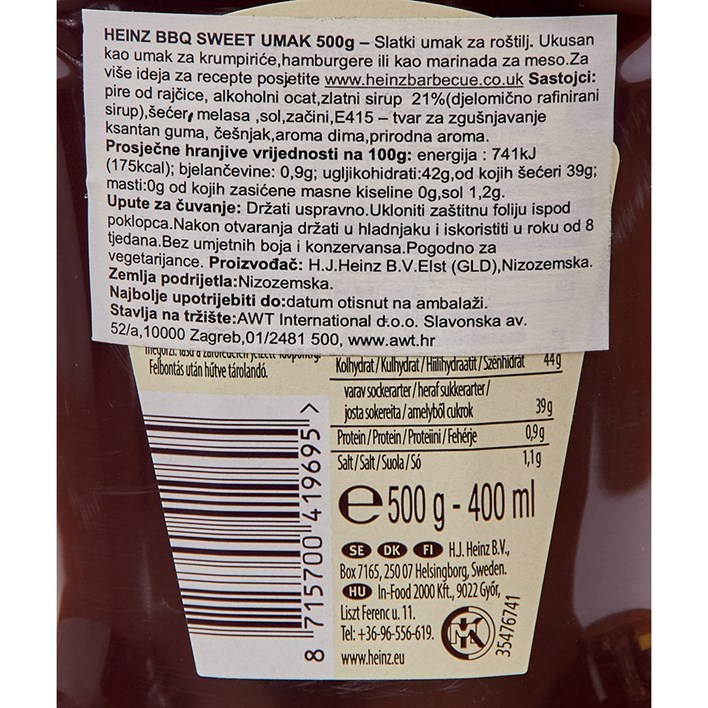 HEINZ BBQ SWEET UMAK 500g – Slatki umak za roštilj. Ukusan
kao umak za krumpiriće,hamburgere ili kao marinada za meso.Za
više ideja za recepte posjetite www.heinzbarbecue.co.uk Sastojci:
pire od rajčice, alkoholni ocat,zlatni sirup 21%(djelomično rafinirani
sirup),šećer, melasa ,sol,začini,E415 – tvar za zgušnjavanje
ksantan guma, češnjak,aroma dima,prirodna aroma.
Prosječne hranjive vrijednosti na 100g: energija : 741kJ
(175kcal); bjelančevine: 0,9g; ugljikohidrati:42g,od kojih šećeri 39g;
masti:0g od kojih zasićene masne kiseline 0g,sol 1,2g.
Upute za čuvanje: Držati uspravno.Ukloniti zaštitnu foliju ispod
poklopca.Nakon otvaranja držati u hladnjaku i iskoristiti u roku od 8
tjedana.Bez umjetnih boja i konzervansa.Pogodno za
vegetarijance. Proizvođač: H.J.Heinz B.V.Elst (GLD),Nizozemska.
Zemlja podrijetla:Nizozemska.
Najbolje upotrijebiti do:datum otisnut na ambalaži.
Stavlja na tržište:AWT International d.o.o. Slavonska av.
52/a,10000 Zagreb,01/2481 500, www.awt.hr
Felbontás után hűtve tárolandó.
Kolhydrat/Kulhydrat/Hiilihydraatit/Szénhidrát 44g
varav sockerarter/heraf sukkerarter/
josta sokereita/amelyből cukrok 39g
Protein/Protein/Proteiini/Fehérje 0,9g
Salt/Salt/Suola/Só 1,1g
e 500 g - 400 ml
SE DK FI H.J. Heinz B.V.,
Box 7165, 250 07 Helsingborg, Sweden.
HU In-Food 2000 Kft., 9022 Győr,
Liszt Ferenc u. 11.
Tel: +36-96-556-619.
www.heinz.eu
35476741
8 715700 419695 >